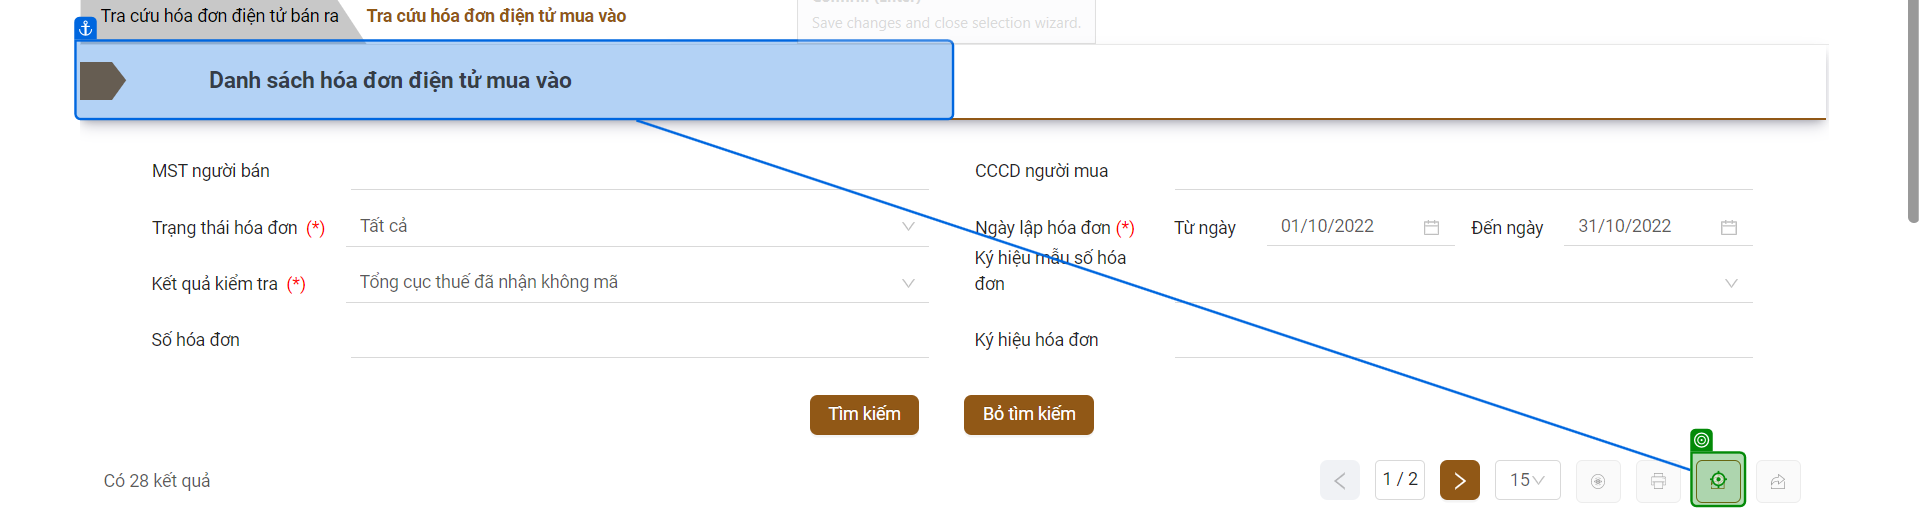 Tra cứu hóa đơn điện tử bán ra
Tra cứu hóa đơn điện tử mua vào
Save changes and close selection wizard.
Danh sách hóa đơn điện tử mua vào
MST người bán
CCCD người mua
Trạng thái hóa đơn (*) Tất cả
Ngày lập hóa đơn (*) Từ ngày 01/10/2022 Đến ngày 31/10/2022
Kết quả kiểm tra (*) Tổng cục thuế đã nhận không mã
Ký hiệu mẫu số hóa
đơn
Số hóa đơn
Ký hiệu hóa đơn
Tìm kiếm
Bỏ tìm kiếm
Có 28 kết quả
1 / 2
15